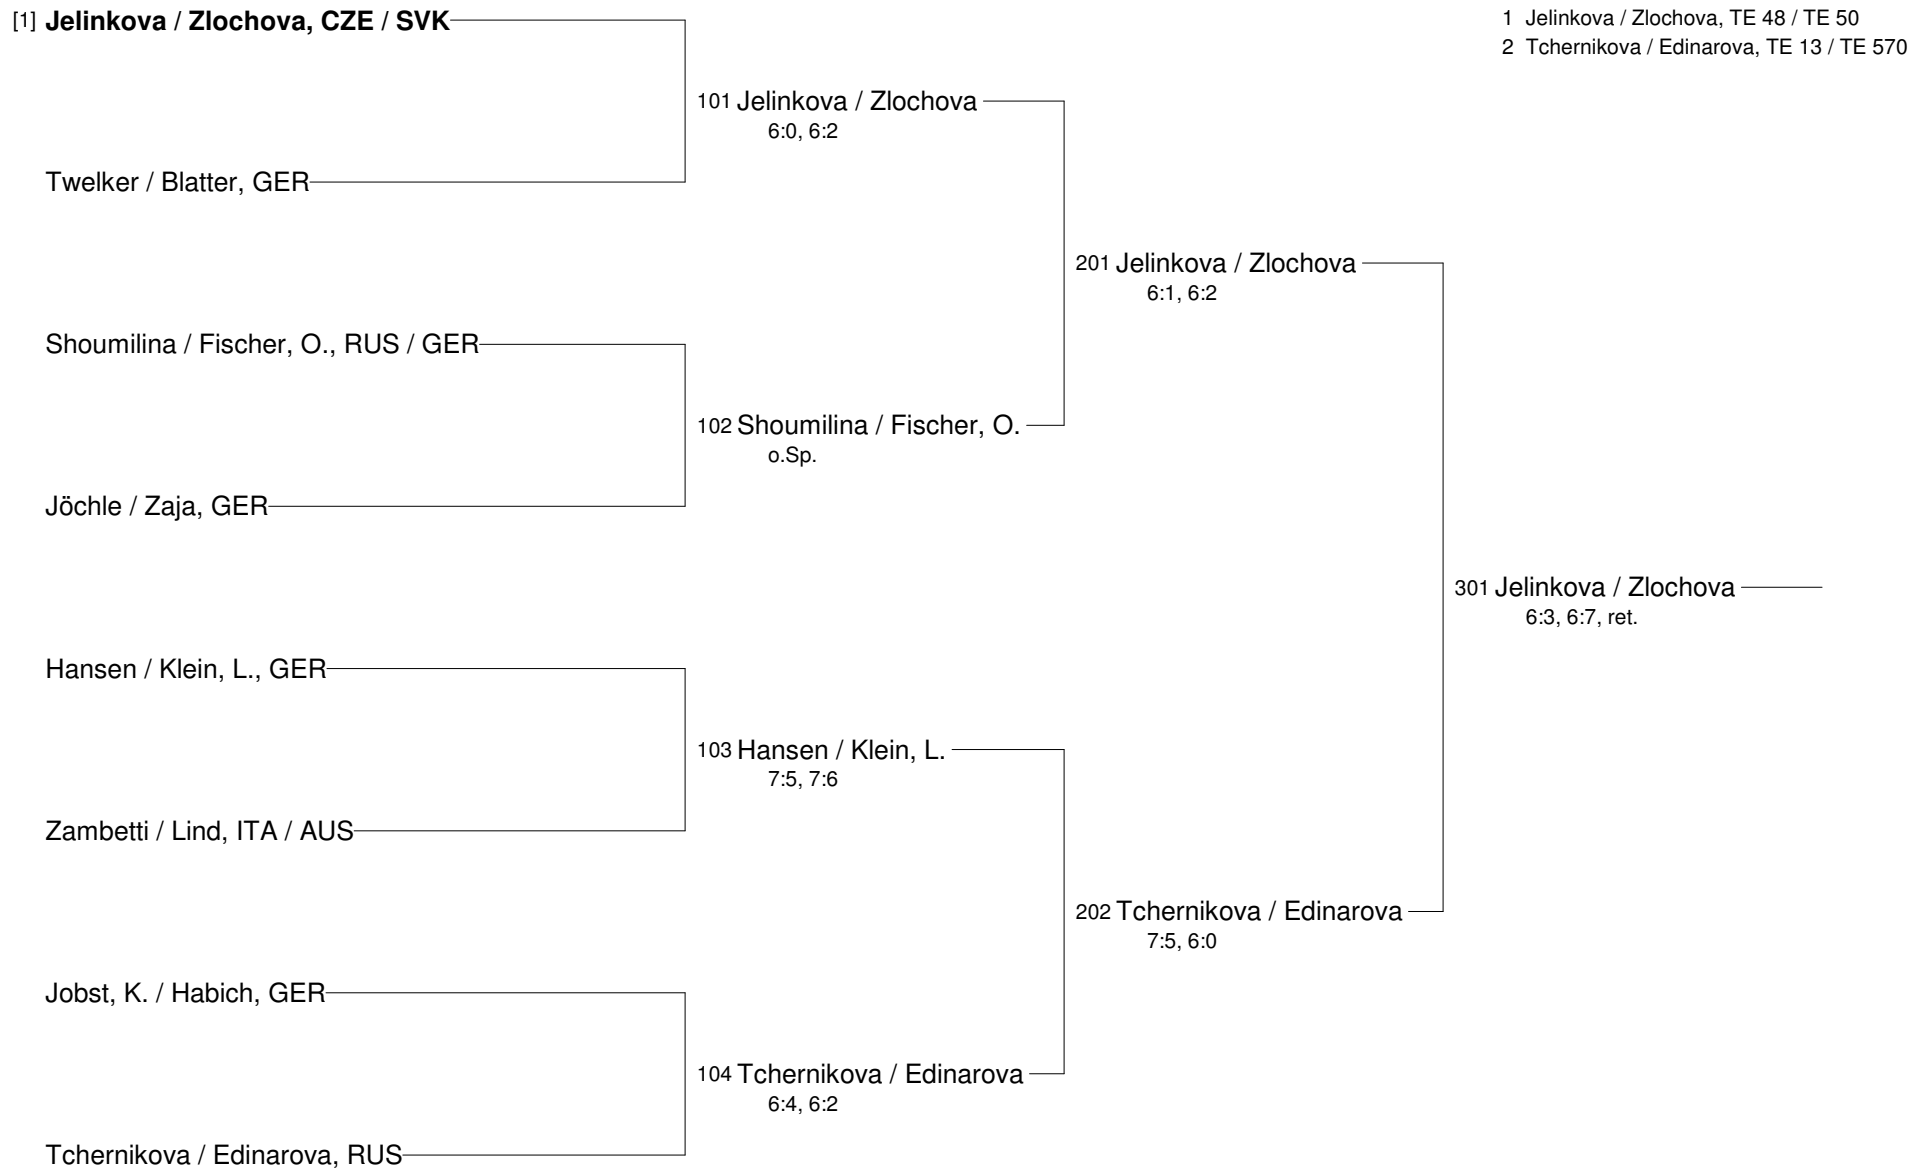 [1] Jelinkova / Zlochova, CZE / SVK
1 Jelinkova / Zlochova, TE 48 / TE 50
2 Tchernikova / Edinarova, TE 13 / TE 570
101 Jelinkova / Zlochova
6:0, 6:2
Twelker / Blatter, GER
201 Jelinkova / Zlochova
6:1, 6:2
Shoumilina / Fischer, O., RUS / GER
102 Shoumilina / Fischer, O.
o.Sp.
Jöchle / Zaja, GER
301 Jelinkova / Zlochova
6:3, 6:7, ret.
Hansen / Klein, L., GER
103 Hansen / Klein, L.
7:5, 7:6
Zambetti / Lind, ITA / AUS
202 Tchernikova / Edinarova
7:5, 6:0
Jobst, K. / Habich, GER
104 Tchernikova / Edinarova
6:4, 6:2
Tchernikova / Edinarova, RUS